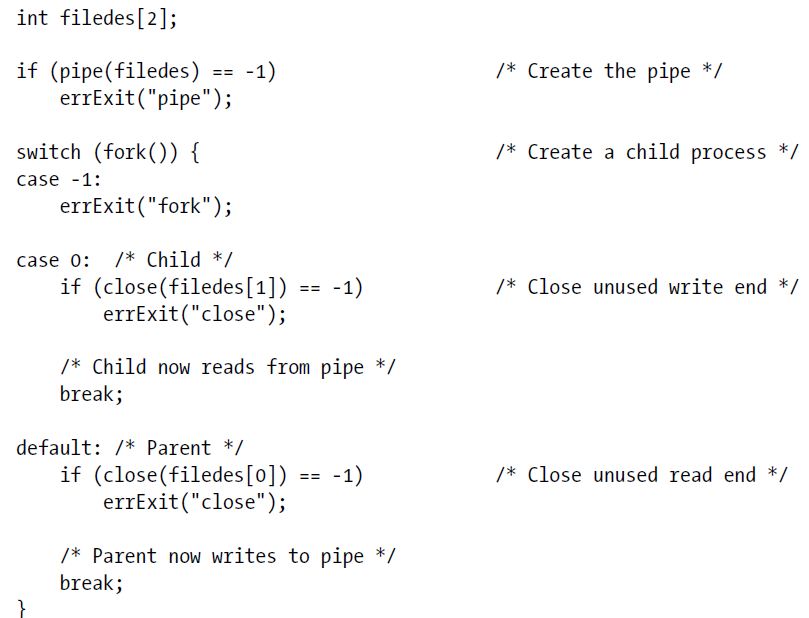 int filedes[2];
if (pipe(filedes) == -1) /* Create the pipe */
errExit("pipe");
switch (fork()) { /* Create a child process */
case -1:
errExit("fork");
case 0: /* Child */
if (close(filedes[1]) == -1) /* Close unused write end */
errExit("close");
/* Child now reads from pipe */
break;
default: /* Parent */
if (close(filedes[0]) == -1) /* Close unused read end */
errExit("close");
/* Parent now writes to pipe */
break;
}